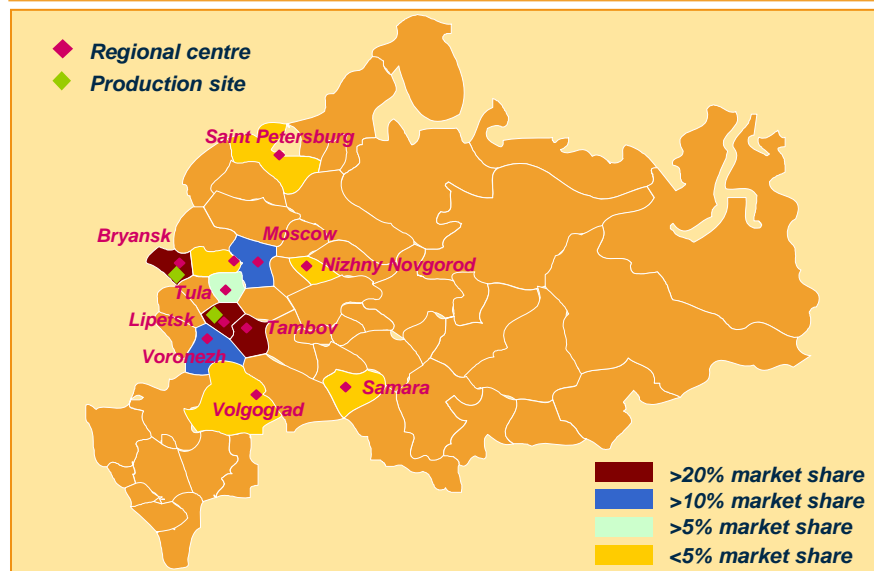 Regional centre
Production site
Saint Petersburg
Bryansk
Moscow
Nizhny Novgorod
Tula
Lipetsk
Tambov
Voronezh
Samara
Volgograd
>20% market share
>10% market share
>5% market share
<5% market share